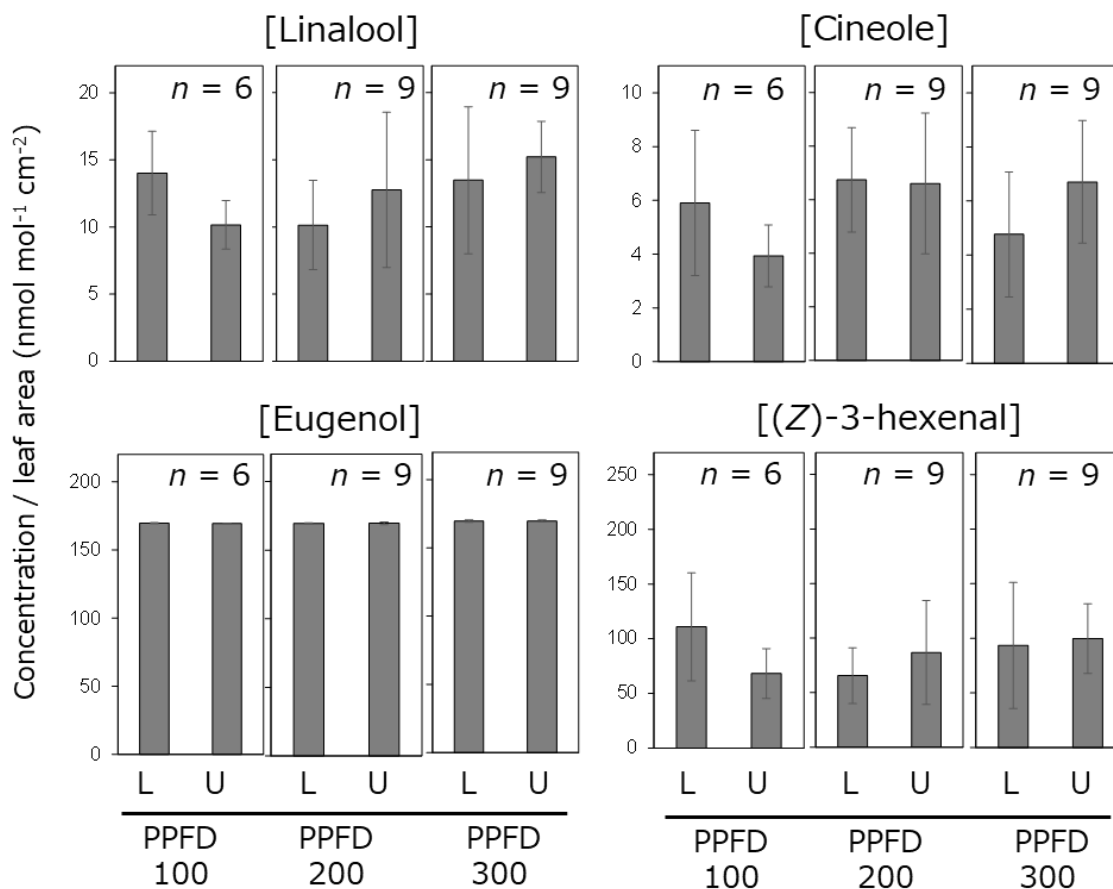 [Linalool]
[Cineole]
Concentration / leaf area (nmol mol⁻¹ cm⁻²)
20
15
10
5
0
n = 6
n = 9
n = 9
10
8
6
4
2
0
n = 6
n = 9
n = 9
[Eugenol]
[(Z)-3-hexenal]
200
150
100
50
0
n = 6
n = 9
n = 9
250
200
150
100
50
0
n = 6
n = 9
n = 9
L U L U L U
PPFD 100
PPFD 200
PPFD 300
L U L U L U
PPFD 100
PPFD 200
PPFD 300